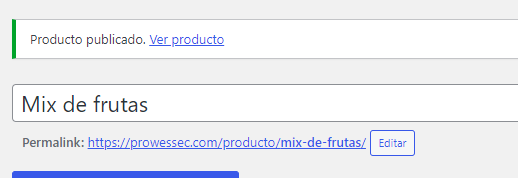 Producto publicado. Ver producto
Mix de frutas
Permalink: https://prowessec.com/producto/mix-de-frutas/ Editar